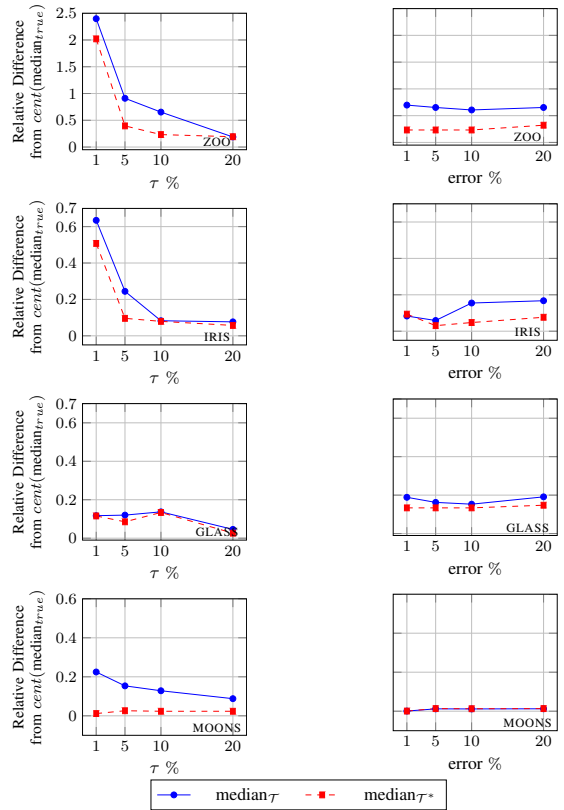 Relative Difference
from cent(median_true)
2.5
2
1.5
1
0.5
0
ZOO
1 5 10 20
τ %
ZOO
1 5 10 20
error %
Relative Difference
from cent(median_true)
0.7
0.6
0.4
0.2
0
IRIS
1 5 10 20
τ %
IRIS
1 5 10 20
error %
Relative Difference
from cent(median_true)
0.7
0.6
0.4
0.2
0
GLASS
1 5 10 20
τ %
GLASS
1 5 10 20
error %
Relative Difference
from cent(median_true)
0.6
0.4
0.2
0
MOONS
1 5 10 20
τ %
MOONS
1 5 10 20
error %
median_𝒯 median_𝒯*